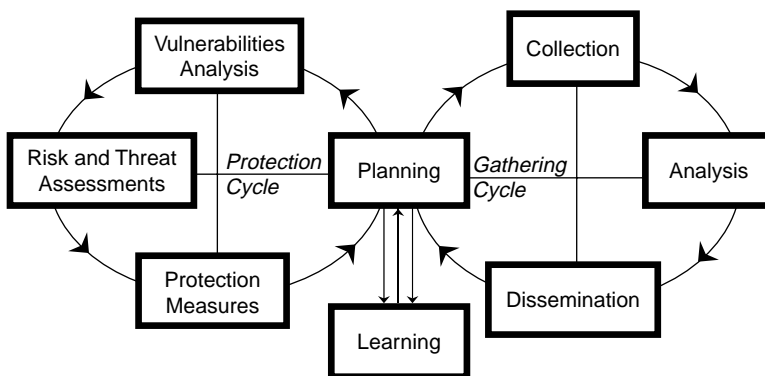 Vulnerabilities
Analysis
Collection
Risk and Threat
Assessments
Protection
Cycle
Planning
Gathering
Cycle
Analysis
Protection
Measures
Dissemination
Learning